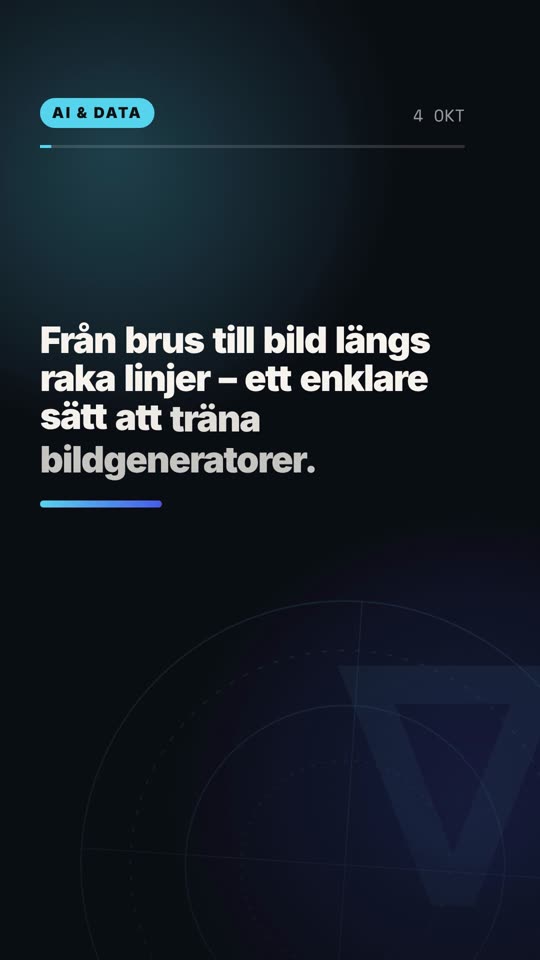 AI & DATA
4 OKT
Från brus till bild längs
raka linjer – ett enklare
sätt att träna
bildgeneratorer.